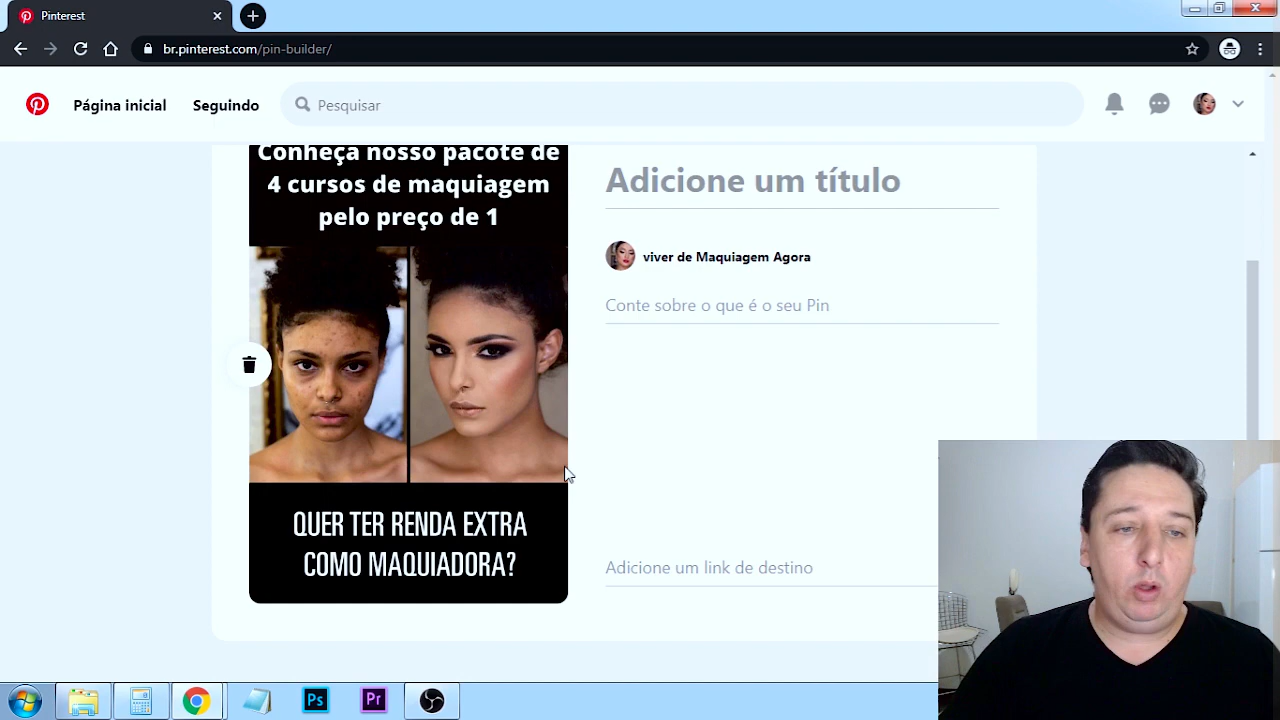 Pinterest
br.pinterest.com/pin-builder/
Página inicial
Seguindo
Pesquisar
Conheça nosso pacote de
4 cursos de maquiagem
pelo preço de 1
QUER TER RENDA EXTRA
COMO MAQUIADORA?
Adicione um título
viver de Maquiagem Agora
Conte sobre o que é o seu Pin
Adicione um link de destino
Ps
Pr